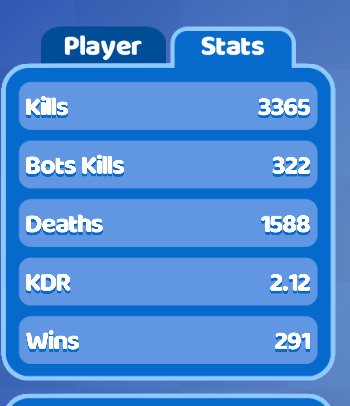 Player Stats
Kills 3365
Bots Kills 322
Deaths 1588
KDR 2.12
Wins 291